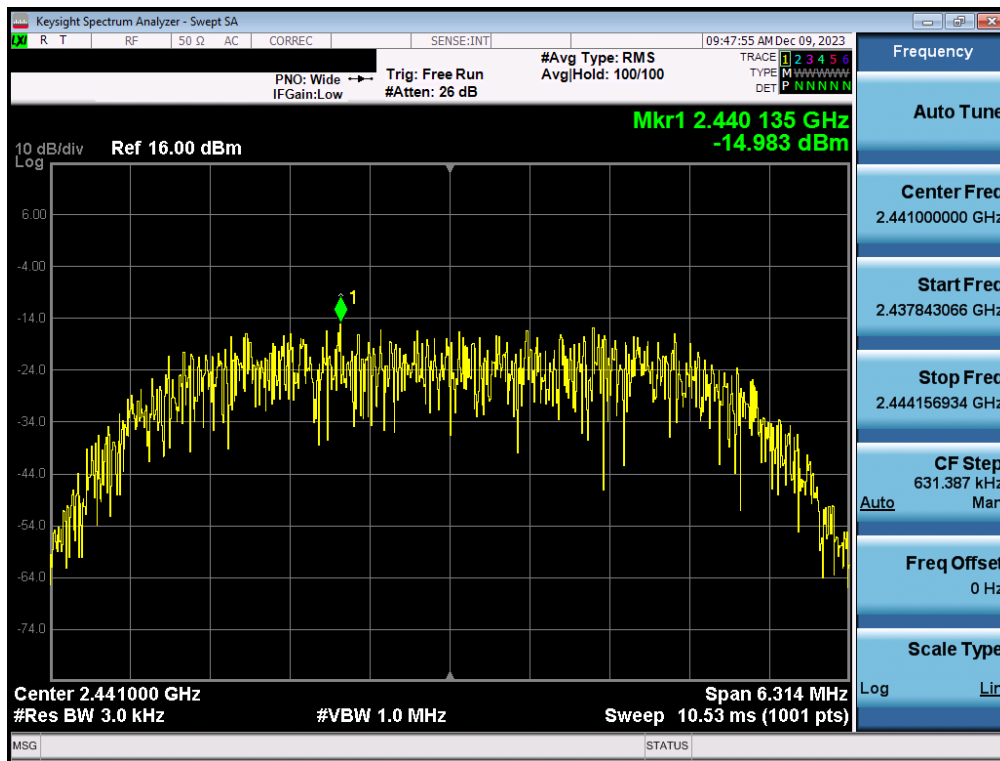 Keysight Spectrum Analyzer - Swept SA
LXI R T RF 50 Ω AC CORREC SENSE:INT 09:47:55 AM Dec 09, 2023
PNO: Wide Trig: Free Run #Avg Type: RMS TRACE 1 2 3 4 5 6
IFGain:Low #Atten: 26 dB Avg|Hold: 100/100 TYPE M WWWWW
DET P N N N N N
Mkr1 2.440 135 GHz
-14.983 dBm
10 dB/div Ref 16.00 dBm
Log
6.00
-4.00
1
-14.0
-24.0
-34.0
-44.0
-54.0
-64.0
-74.0
Center 2.441000 GHz Span 6.314 MHz
#Res BW 3.0 kHz #VBW 1.0 MHz Sweep 10.53 ms (1001 pts)
MSG STATUS
Frequency
Auto Tune
Center Freq
2.441000000 GHz
Start Freq
2.437843066 GHz
Stop Freq
2.444156934 GHz
CF Step
631.387 kHz
Auto Man
Freq Offset
0 Hz
Scale Type
Log Lin